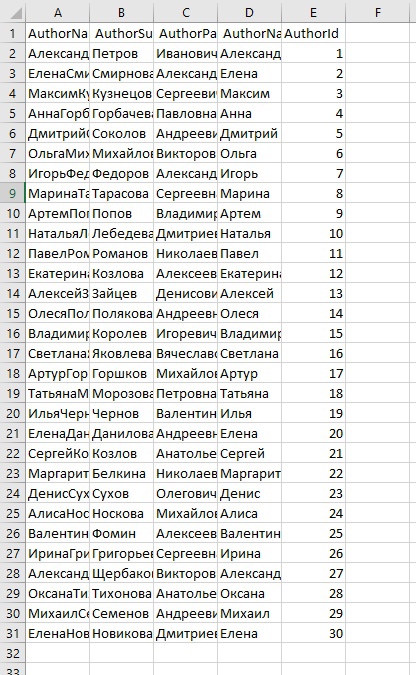 A B C D E F
1 AuthorNa AuthorSu AuthorPa AuthorNa AuthorId
2 Александ Петров Иванович Александ 1
3 ЕленаСми Смирнова Александ Елена 2
4 МаксимКу Кузнецов Сергееви Максим 3
5 АннаГорб Горбачева Павловна Анна 4
6 Дмитрий Соколов Андрееви Дмитрий 5
7 ОльгаМих Михайлов Викторов Ольга 6
8 ИгорьФед Федоров Александ Игорь 7
9 МаринаТа Тарасова Сергеевн Марина 8
10 АртемПоп Попов Владимир Артем 9
11 НатальяЛ Лебедева Дмитриев Наталья 10
12 ПавелРом Романов Николаев Павел 11
13 Екатерин Козлова Алексеев Екатерин 12
14 АлексейЗ Зайцев Денисови Алексей 13
15 ОлесяПол Полякова Андреевн Олеся 14
16 Владимир Королев Игоревич Владимир 15
17 Светлана Яковлева Вячеславо Светлана 16
18 АртурГор Горшков Михайлов Артур 17
19 ТатьянаМ Морозова Петровна Татьяна 18
20 ИльяЧерн Чернов Валентин Илья 19
21 ЕленаДан Данилова Андреевн Елена 20
22 СергейКо Козлов Анатолье Сергей 21
23 Маргарит Белкина Николаев Маргарит 22
24 ДенисСух Сухов Олегович Денис 23
25 АлисаНос Носкова Михайлов Алиса 24
26 Валентин Фомин Алексеев Валентин 25
27 ИринаГри Григорьев Сергеевн Ирина 26
28 Александ Щербаков Викторов Александ 27
29 ОксанаТи Тихонова Анатолье Оксана 28
30 МихаилСе Семенов Андрееви Михаил 29
31 ЕленаНов Новикова Дмитриев Елена 30
32
33